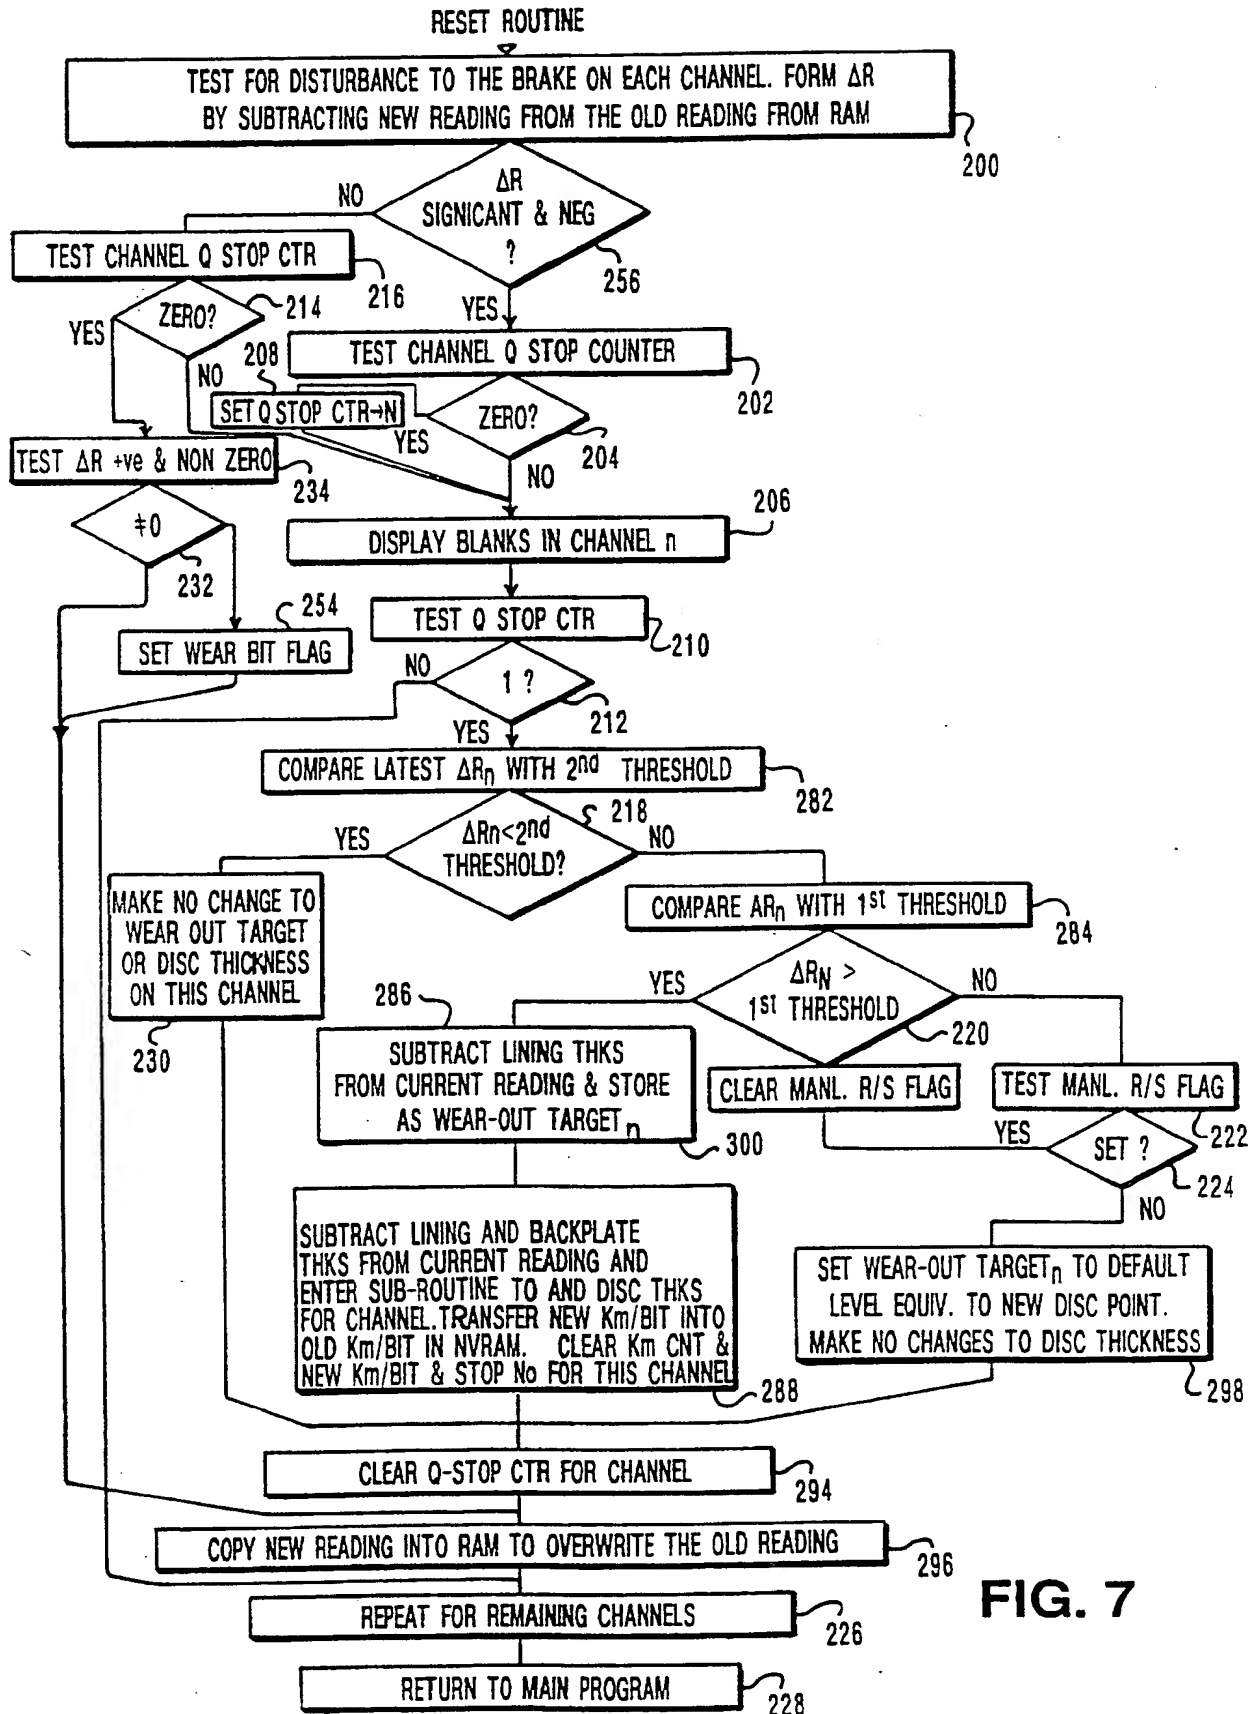 RESET ROUTINE
TEST FOR DISTURBANCE TO THE BRAKE ON EACH CHANNEL. FORM ΔR
BY SUBTRACTING NEW READING FROM THE OLD READING FROM RAM
200
ΔR
SIGNICANT & NEG
?
256
NO
YES
TEST CHANNEL Q STOP CTR
216
ZERO?
214
YES
NO
TEST CHANNEL Q STOP COUNTER
202
208
SET Q STOP CTR→N
ZERO?
204
YES
NO
TEST ΔR +ve & NON ZERO
234
≠0
232
206
DISPLAY BLANKS IN CHANNEL n
254
SET WEAR BIT FLAG
TEST Q STOP CTR
210
NO
1 ?
212
YES
COMPARE LATEST ΔRn WITH 2nd THRESHOLD
282
218
YES
ΔRn<2nd
THRESHOLD?
NO
MAKE NO CHANGE TO
WEAR OUT TARGET
OR DISC THICKNESS
ON THIS CHANNEL
230
COMPARE ARn WITH 1st THRESHOLD
284
YES
ΔRN >
1st THRESHOLD
NO
220
286
SUBTRACT LINING THKS
FROM CURRENT READING & STORE
AS WEAR-OUT TARGETn
300
CLEAR MANL. R/S FLAG
TEST MANL. R/S FLAG
222
YES
SET ?
224
NO
SUBTRACT LINING AND BACKPLATE
THKS FROM CURRENT READING AND
ENTER SUB-ROUTINE TO AND DISC THKS
FOR CHANNEL.TRANSFER NEW Km/BIT INTO
OLD Km/BIT IN NVRAM. CLEAR Km CNT &
NEW Km/BIT & STOP No FOR THIS CHANNEL
288
SET WEAR-OUT TARGETn TO DEFAULT
LEVEL EQUIV. TO NEW DISC POINT.
MAKE NO CHANGES TO DISC THICKNESS
298
CLEAR Q-STOP CTR FOR CHANNEL
294
COPY NEW READING INTO RAM TO OVERWRITE THE OLD READING
296
REPEAT FOR REMAINING CHANNELS
226
RETURN TO MAIN PROGRAM
228
FIG. 7